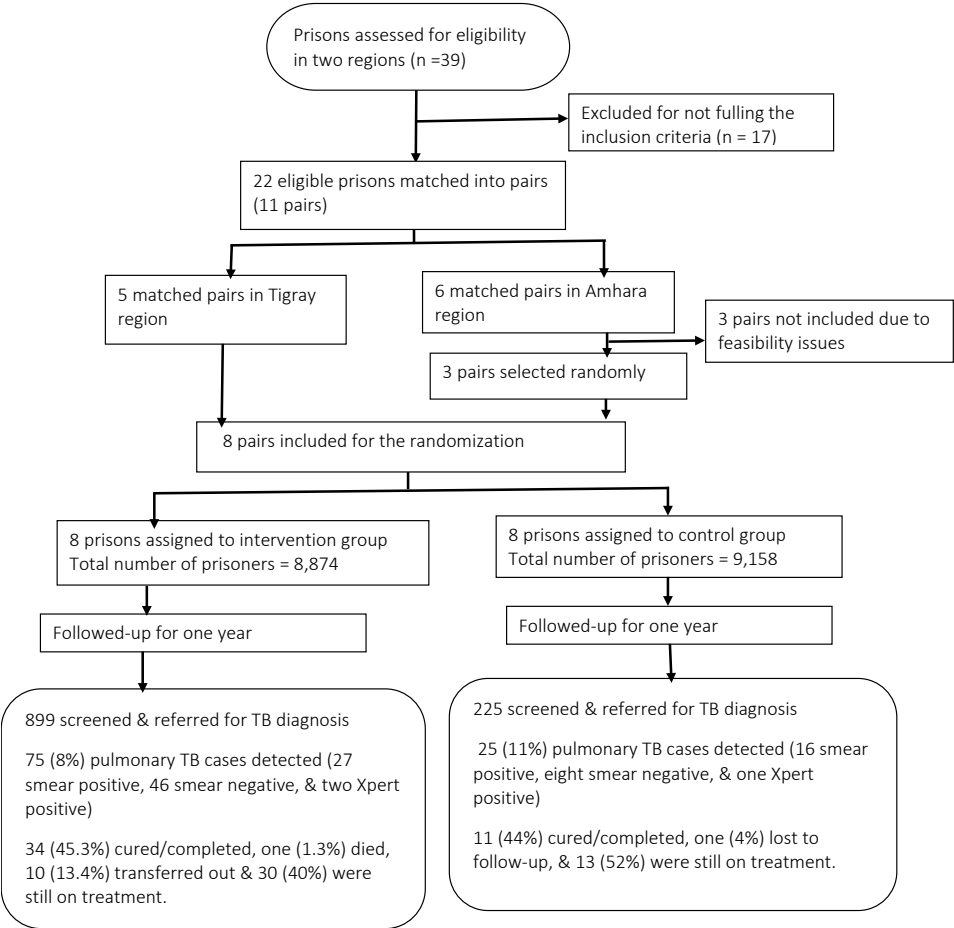 Prisons assessed for eligibility
in two regions (n =39)
Excluded for not fulling the
inclusion criteria (n = 17)
22 eligible prisons matched into pairs
(11 pairs)
5 matched pairs in Tigray
region
6 matched pairs in Amhara
region
3 pairs not included due to
feasibility issues
3 pairs selected randomly
8 pairs included for the randomization
8 prisons assigned to intervention group
Total number of prisoners = 8,874
8 prisons assigned to control group
Total number of prisoners = 9,158
Followed-up for one year
Followed-up for one year
899 screened & referred for TB diagnosis
75 (8%) pulmonary TB cases detected (27
smear positive, 46 smear negative, & two Xpert
positive)
34 (45.3%) cured/completed, one (1.3%) died,
10 (13.4%) transferred out & 30 (40%) were
still on treatment.
225 screened & referred for TB diagnosis
25 (11%) pulmonary TB cases detected (16 smear
positive, eight smear negative, & one Xpert
positive)
11 (44%) cured/completed, one (4%) lost to
follow-up, & 13 (52%) were still on treatment.